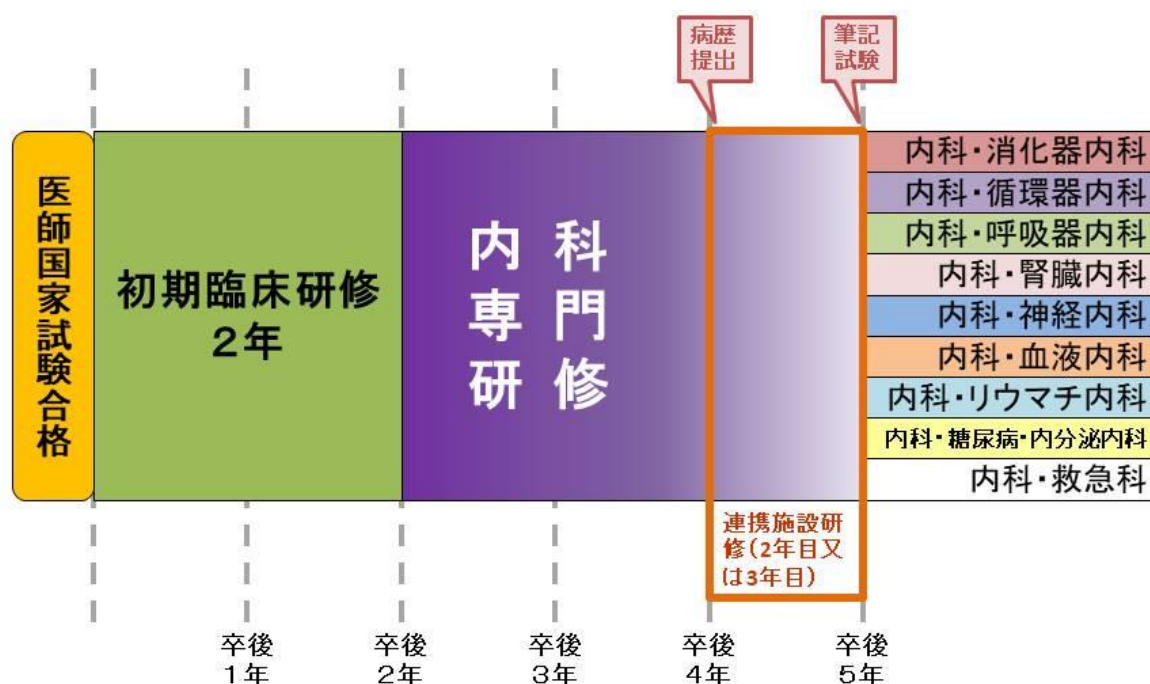 病歴
提出
筆記
試験
医師国家試験合格
初期臨床研修
２年
内科
専門
研修
内科・消化器内科
内科・循環器内科
内科・呼吸器内科
内科・腎臓内科
内科・神経内科
内科・血液内科
内科・リウマチ内科
内科・糖尿病・内分泌内科
内科・救急科
連携施設研
修（2年目又
は3年目）
卒後
１年
卒後
２年
卒後
３年
卒後
４年
卒後
５年